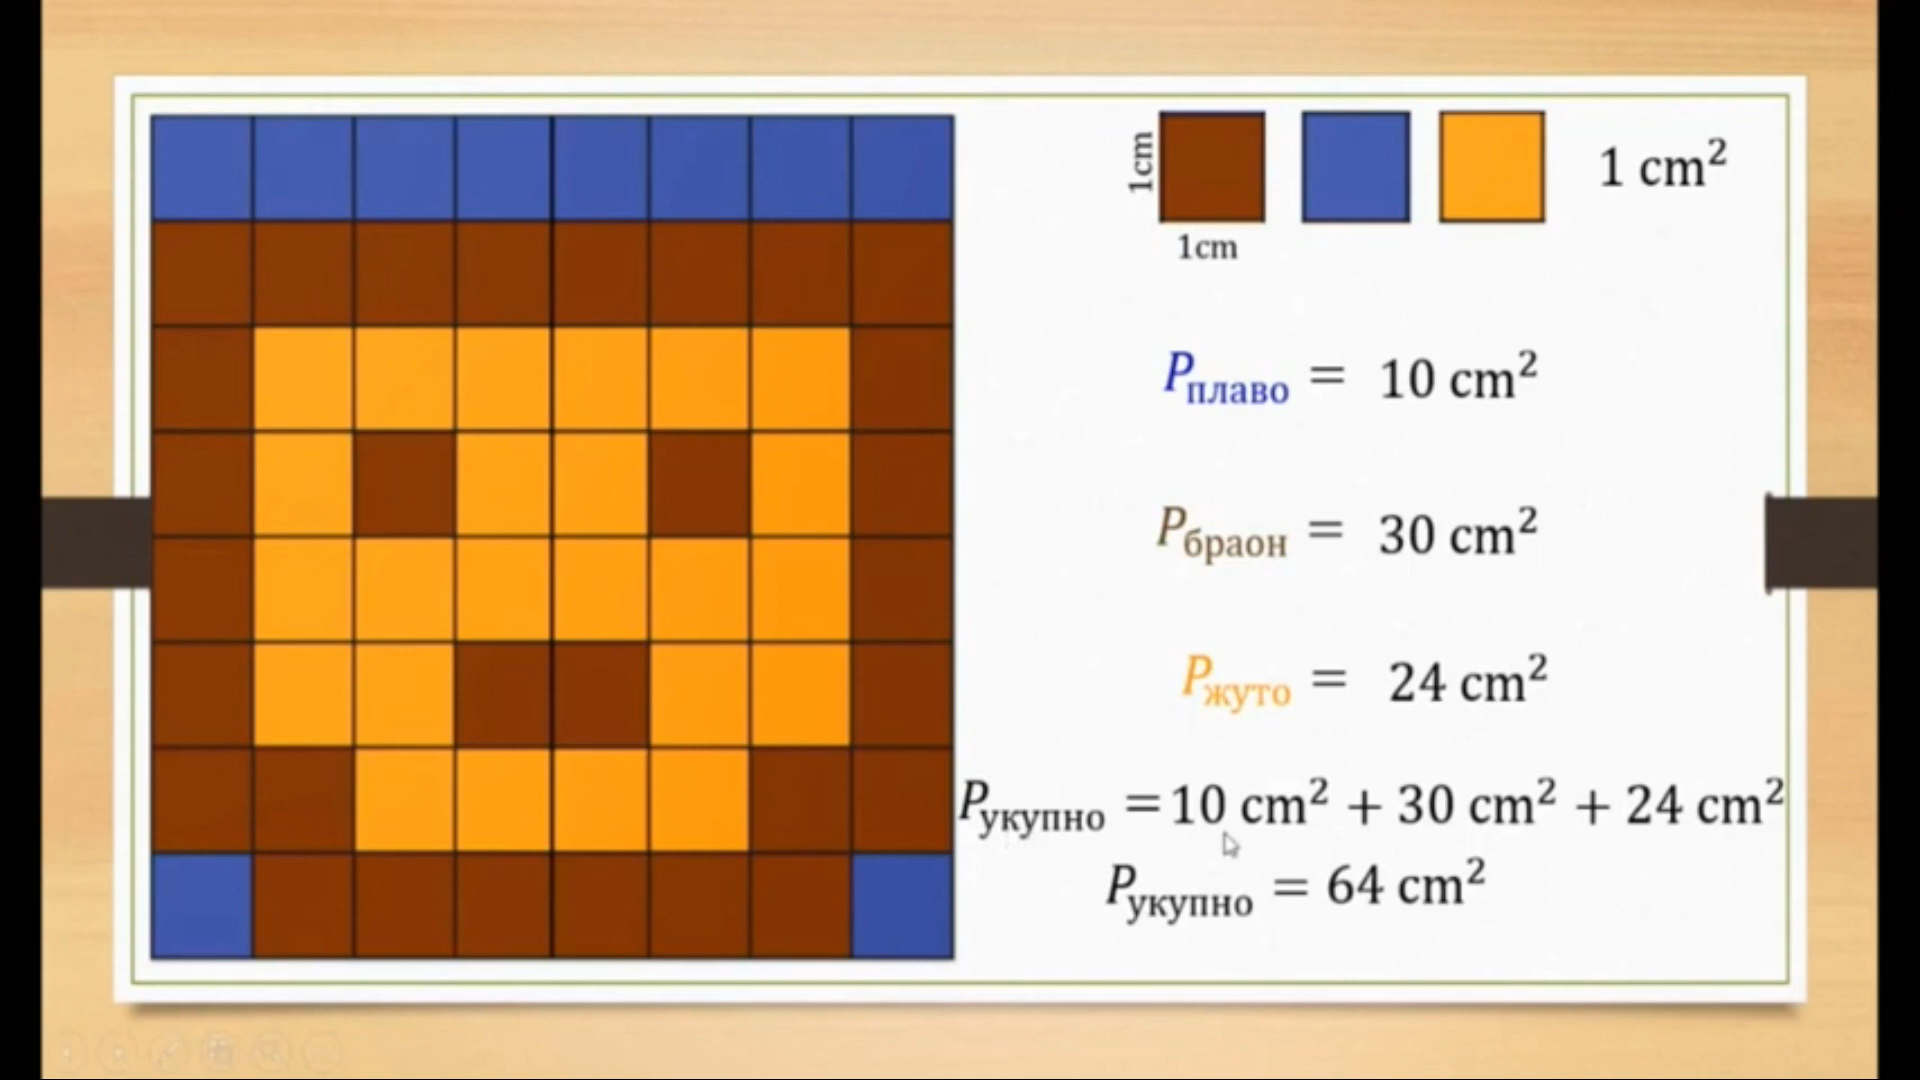 1cm
1 cm²
1cm
Pплаво = 10 cm²
Pбраон = 30 cm²
Pжуто = 24 cm²
Pукупно = 10 cm² + 30 cm² + 24 cm²
Pукупно = 64 cm²